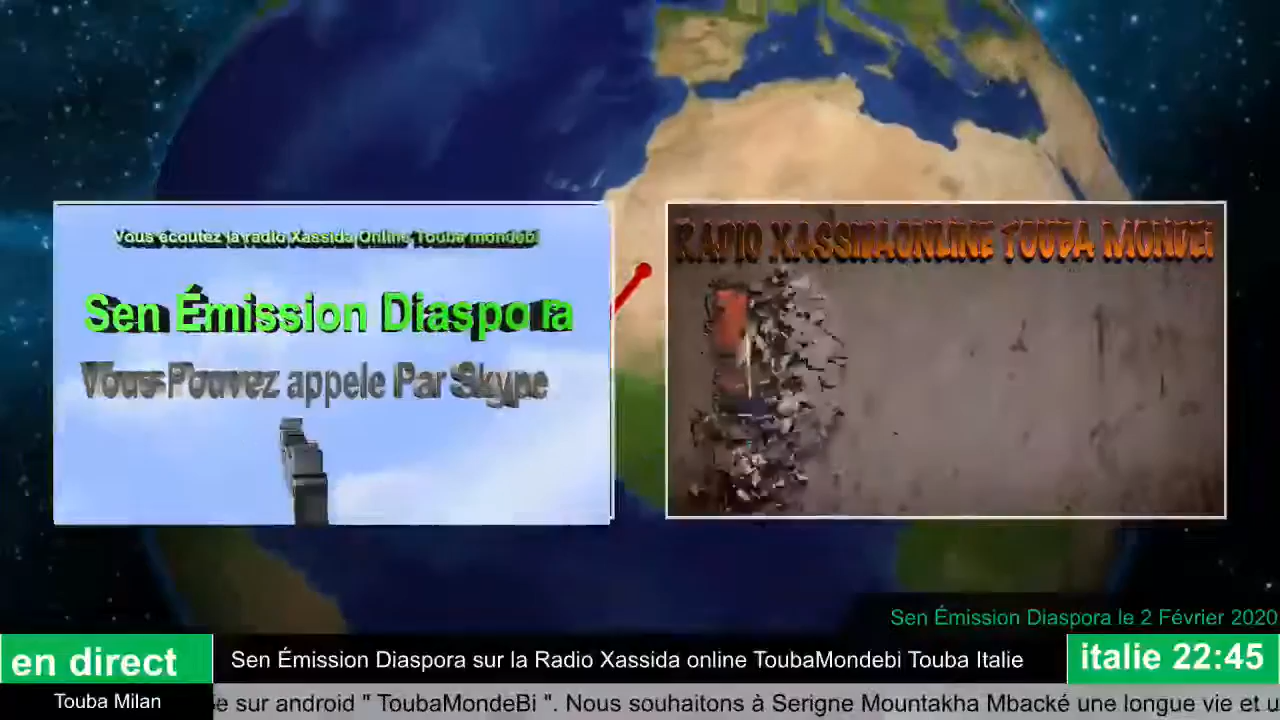 Vous écoutez la radio Xassida Online Touba mondebi
Sen Émission Diaspora
Vous Pouvez appele Par Skype
RADIO XASSIDAONLINE TOUBA MONDEBI
Sen Émission Diaspora le 2 Février 2020
en direct
Sen Émission Diaspora sur la Radio Xassida online ToubaMondebi Touba Italie
italie 22:45
Touba Milan
sur android " ToubaMondeBi ". Nous souhaitons à Serigne Mountakha Mbacké une longue vie et